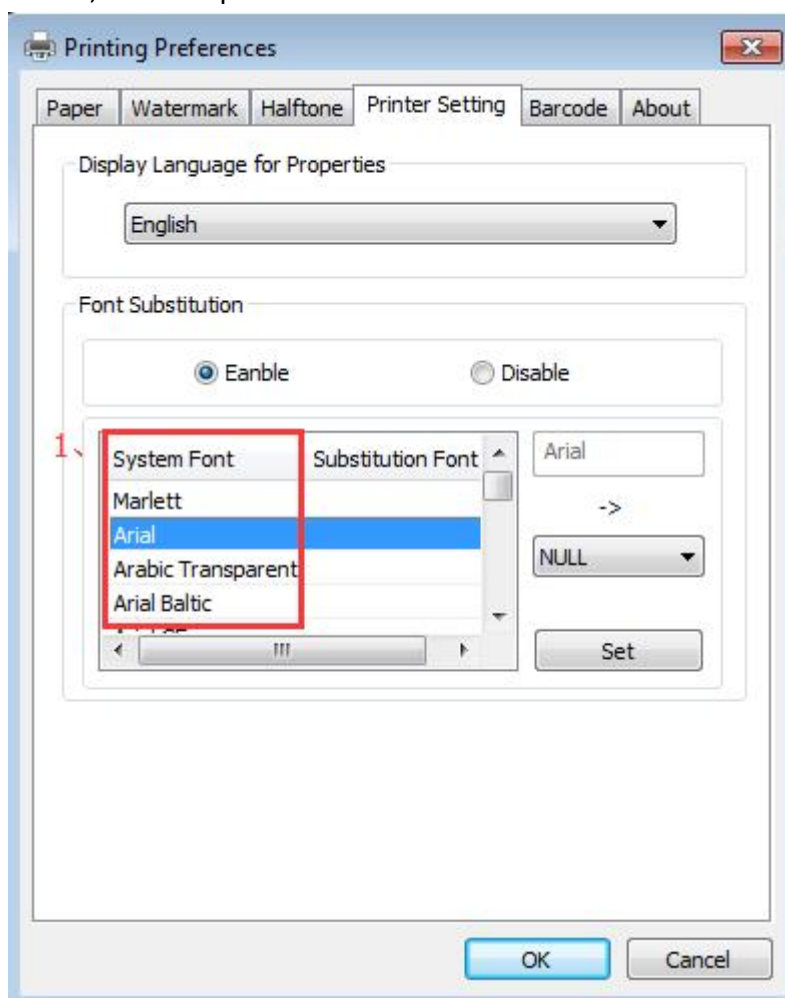 Printing Preferences
Paper Watermark Halftone Printer Setting Barcode About
Display Language for Properties
English
Font Substitution
Eanble Disable
1、
System Font Substitution Font
Marlett
Arial
Arabic Transparent
Arial Baltic
Arial
->
NULL
Set
OK Cancel